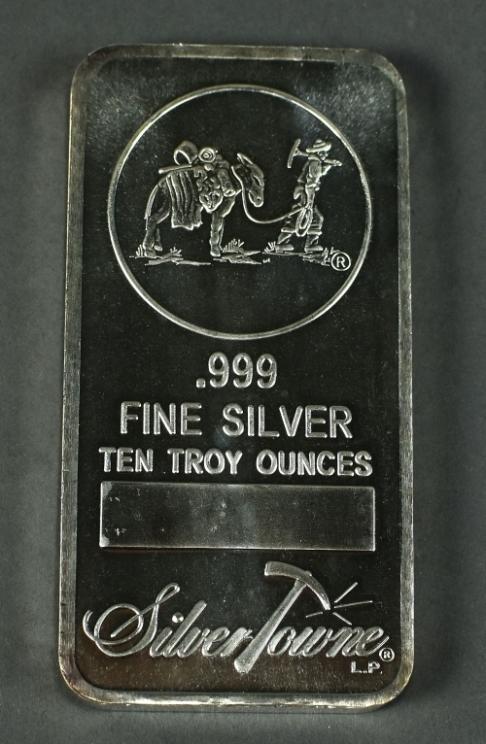 ®
.999
FINE SILVER
TEN TROY OUNCES
SilverTowne®
L.P.